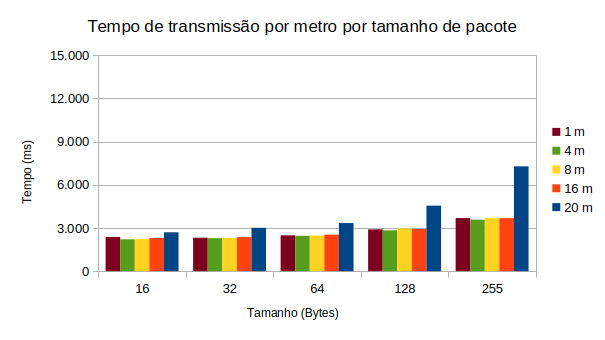 Tempo de transmissão por metro por tamanho de pacote
15.000
12.000
9.000
6.000
3.000
0
Tempo (ms)
16 32 64 128 255
Tamanho (Bytes)
1 m
4 m
8 m
16 m
20 m